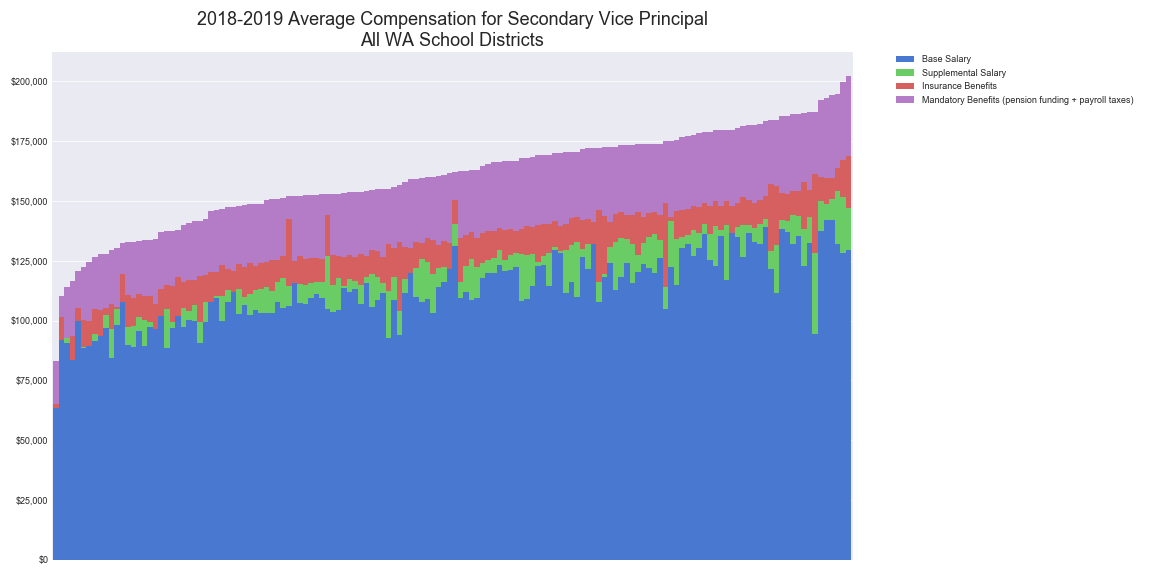 2018-2019 Average Compensation for Secondary Vice Principal
All WA School Districts
$200,000
$175,000
$150,000
$125,000
$100,000
$75,000
$50,000
$25,000
$0
Base Salary
Supplemental Salary
Insurance Benefits
Mandatory Benefits (pension funding + payroll taxes)